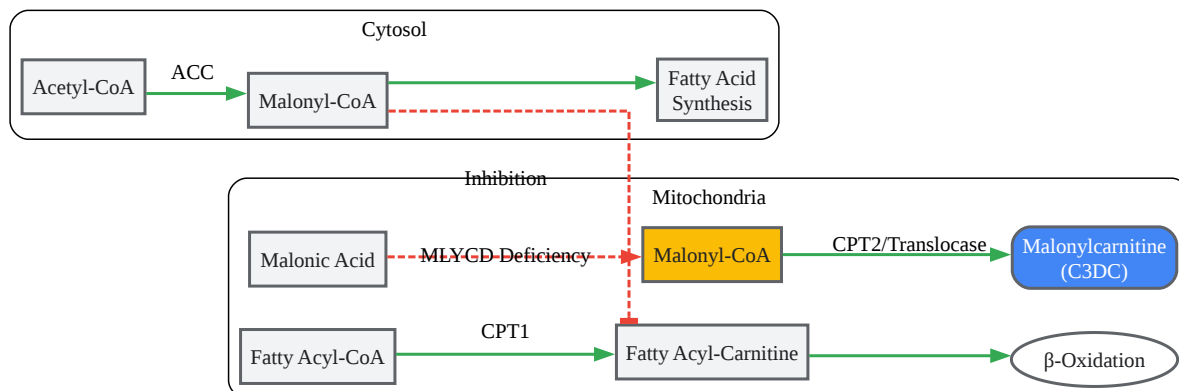 Cytosol
Acetyl-CoA
ACC
Malonyl-CoA
Fatty Acid
Synthesis
Inhibition
Mitochondria
Malonic Acid
MLYCD Deficiency
Malonyl-CoA
CPT2/Translocase
Malonylcarnitine
(C3DC)
Fatty Acyl-CoA
CPT1
Fatty Acyl-Carnitine
β-Oxidation